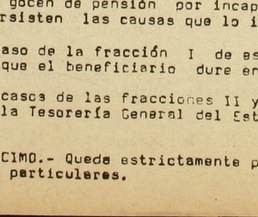 gocen de pensión por incap
rsisten las causas que lo i
aso de la fracción I de es
que el beneficiario dure en
casos de las fracciones II y
la Tesorería General del Est
CIMO.- Queda estrictamente p
particulares.